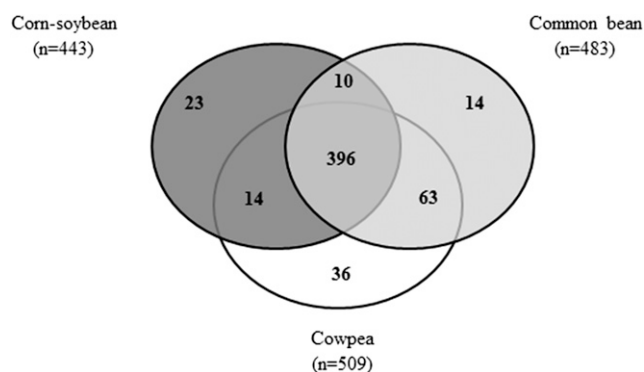 Corn-soybean
(n=443)
Common bean
(n=483)
10
23
14
396
14
63
36
Cowpea
(n=509)